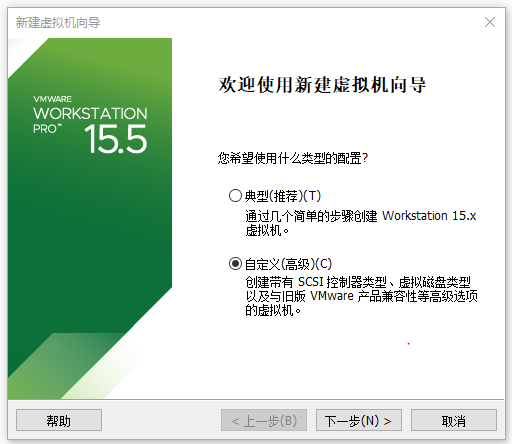 新建虚拟机向导
VMWARE
WORKSTATION
PRO™ 15.5
欢迎使用新建虚拟机向导
您希望使用什么类型的配置?
典型(推荐)(T)
通过几个简单的步骤创建 Workstation 15.x
虚拟机。
自定义(高级)(C)
创建带有 SCSI 控制器类型、虚拟磁盘类型
以及与旧版 VMware 产品兼容性等高级选项
的虚拟机。
帮助
< 上一步(B)
下一步(N) >
取消